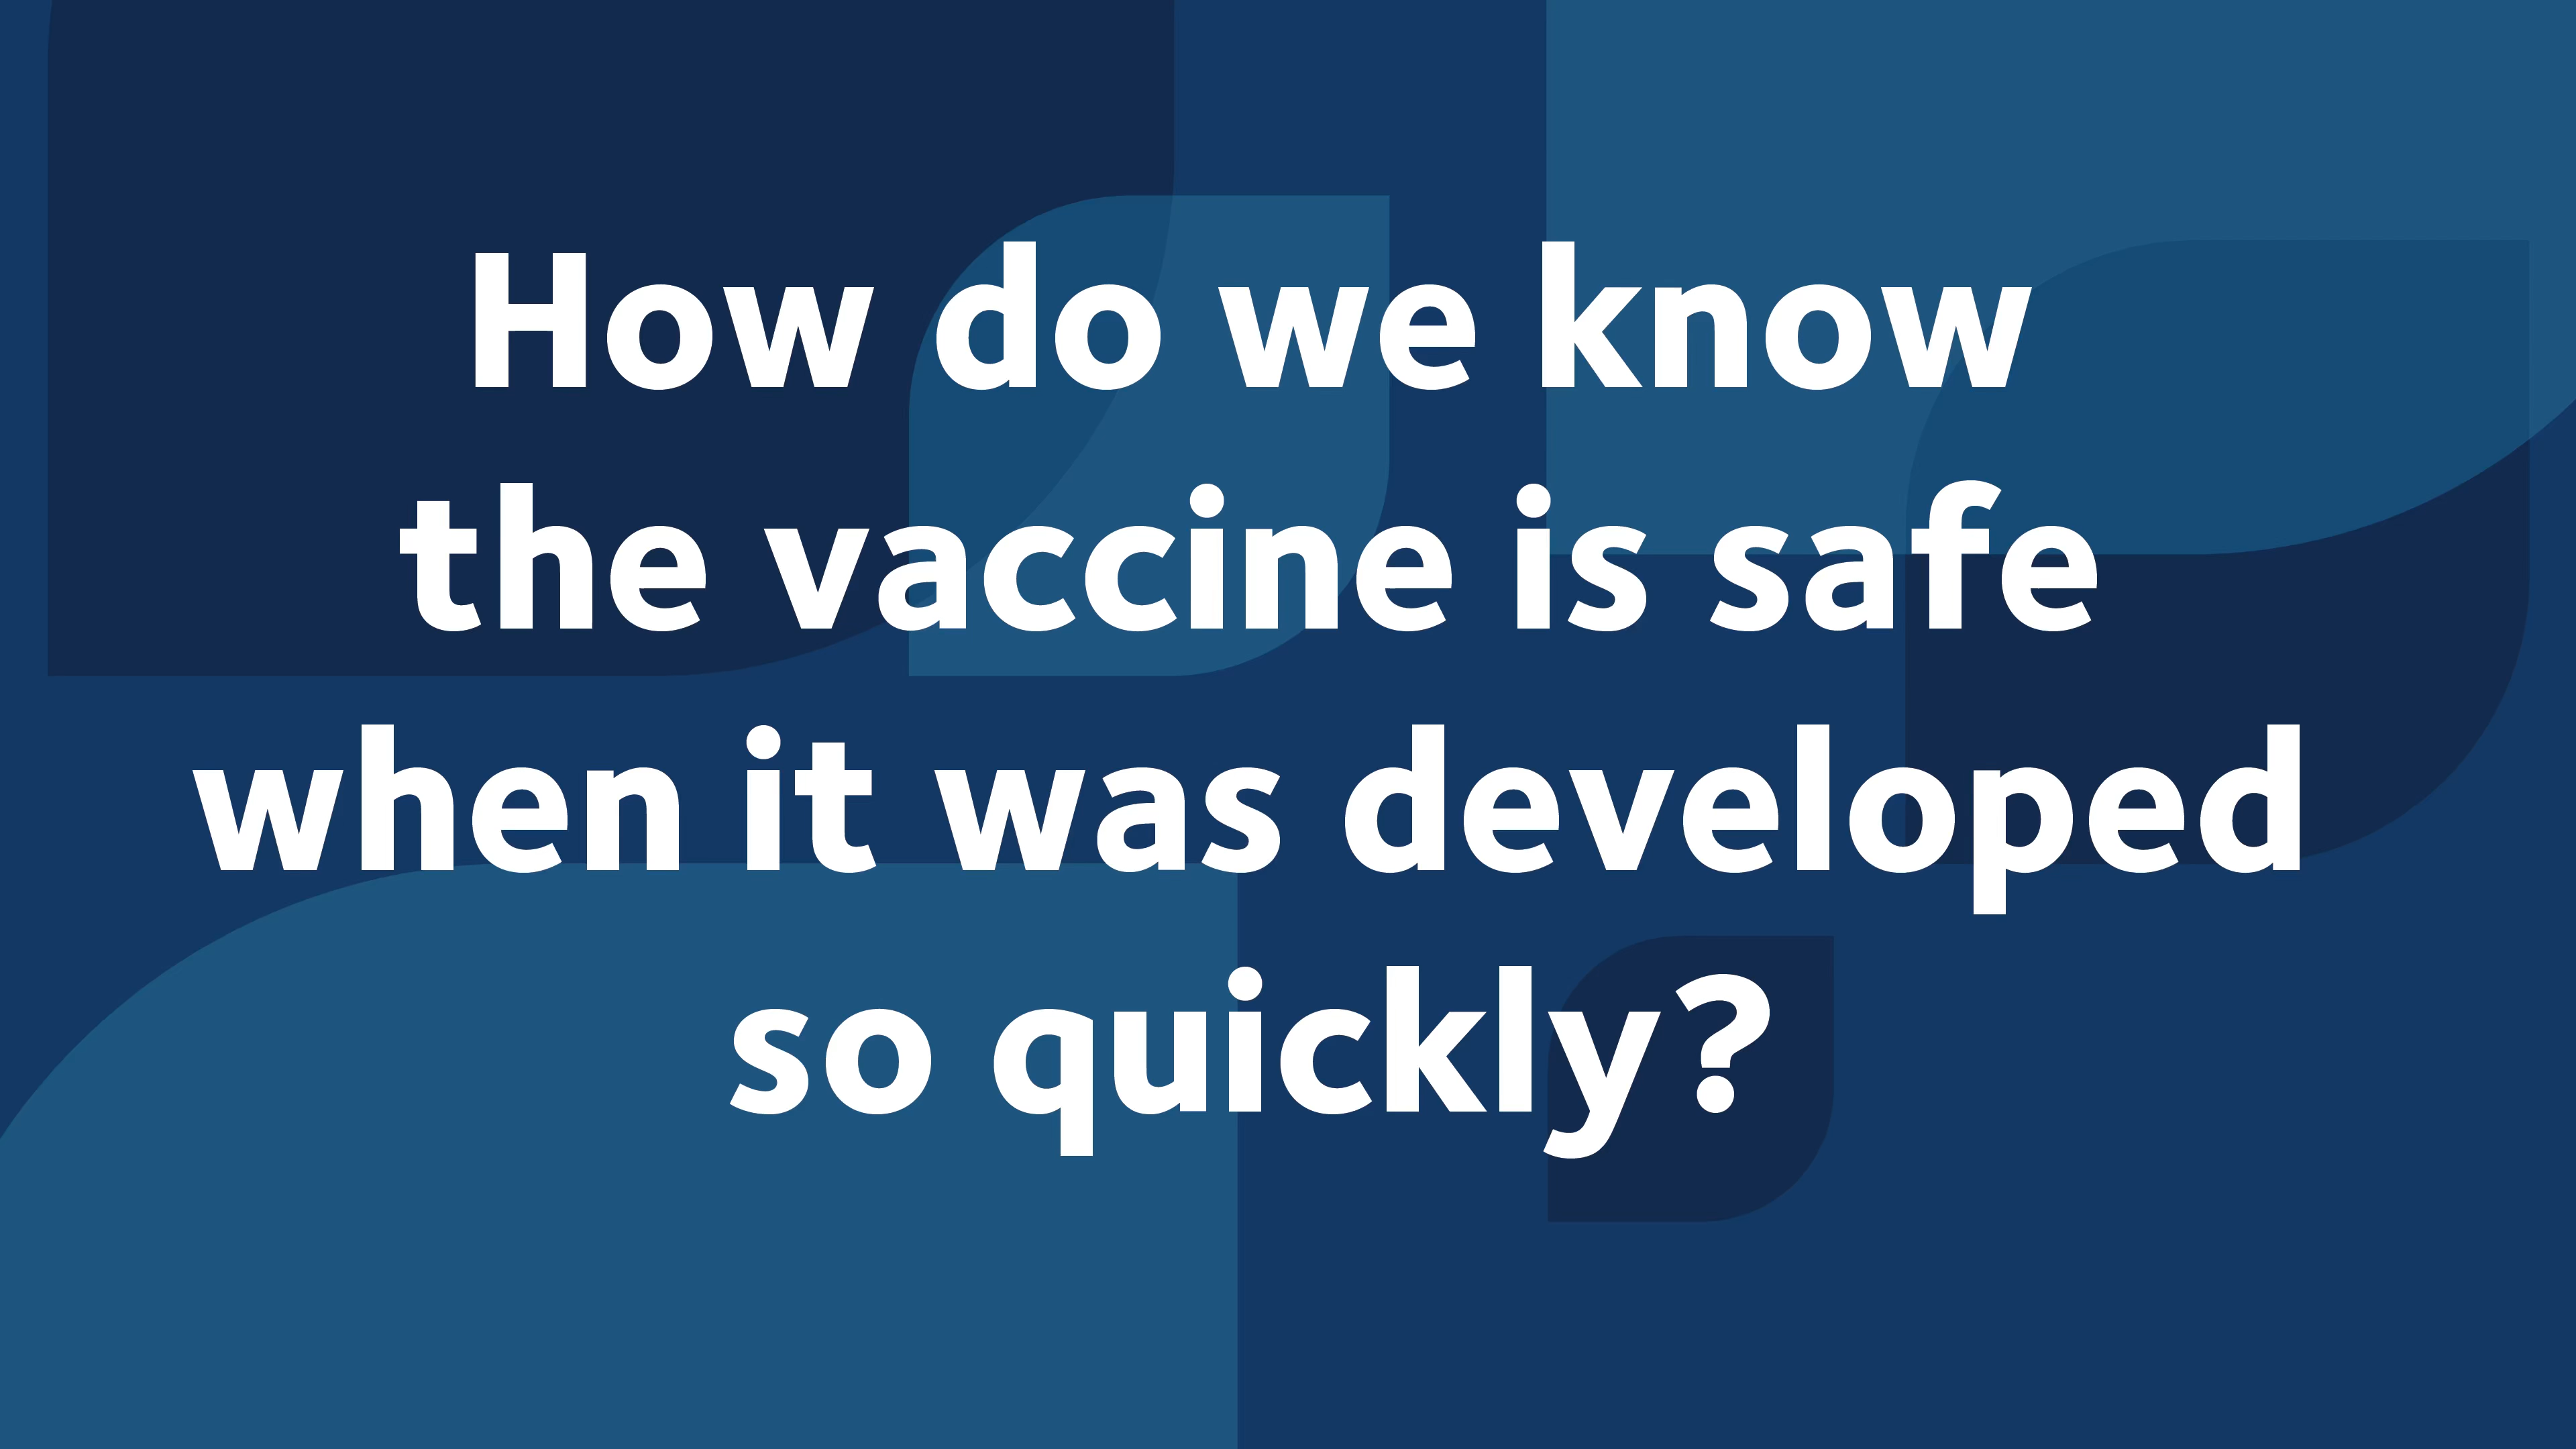 How do we know
the vaccine is safe
when it was developed
so quickly?